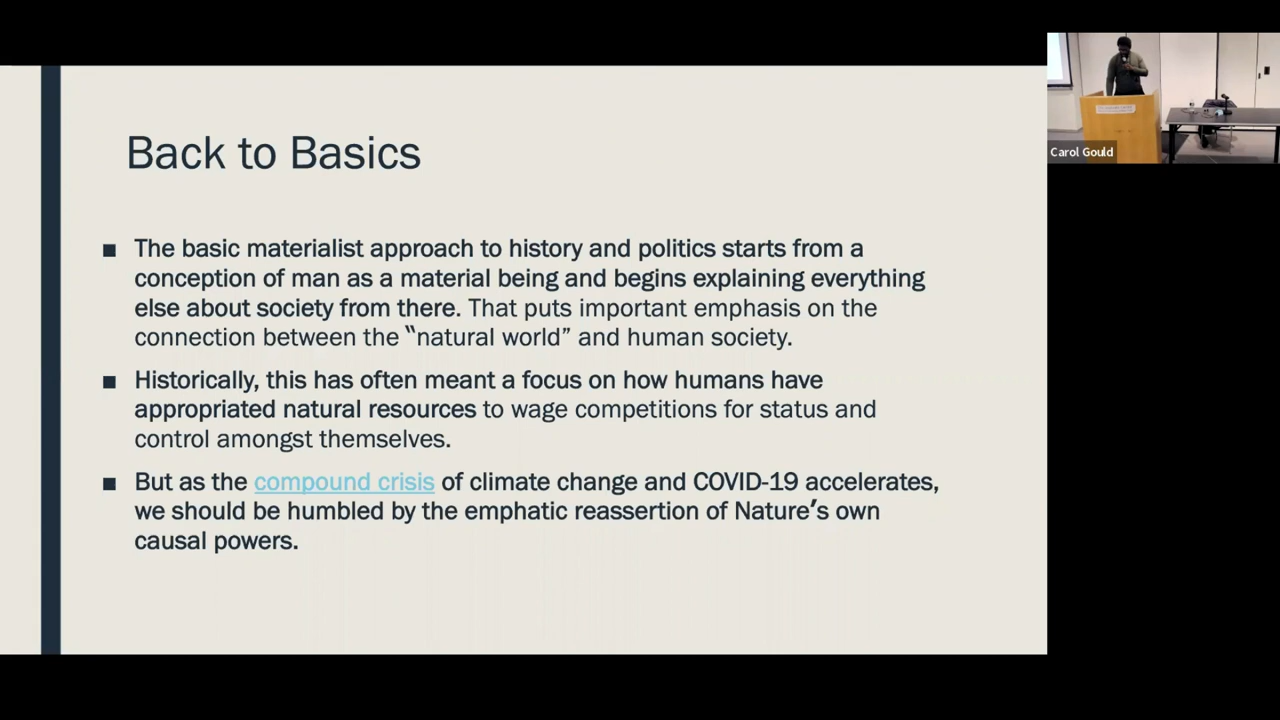 Back to Basics
■ The basic materialist approach to history and politics starts from a
conception of man as a material being and begins explaining everything
else about society from there. That puts important emphasis on the
connection between the “natural world” and human society.
■ Historically, this has often meant a focus on how humans have
appropriated natural resources to wage competitions for status and
control amongst themselves.
■ But as the compound crisis of climate change and COVID-19 accelerates,
we should be humbled by the emphatic reassertion of Nature’s own
causal powers.
Carol Gould